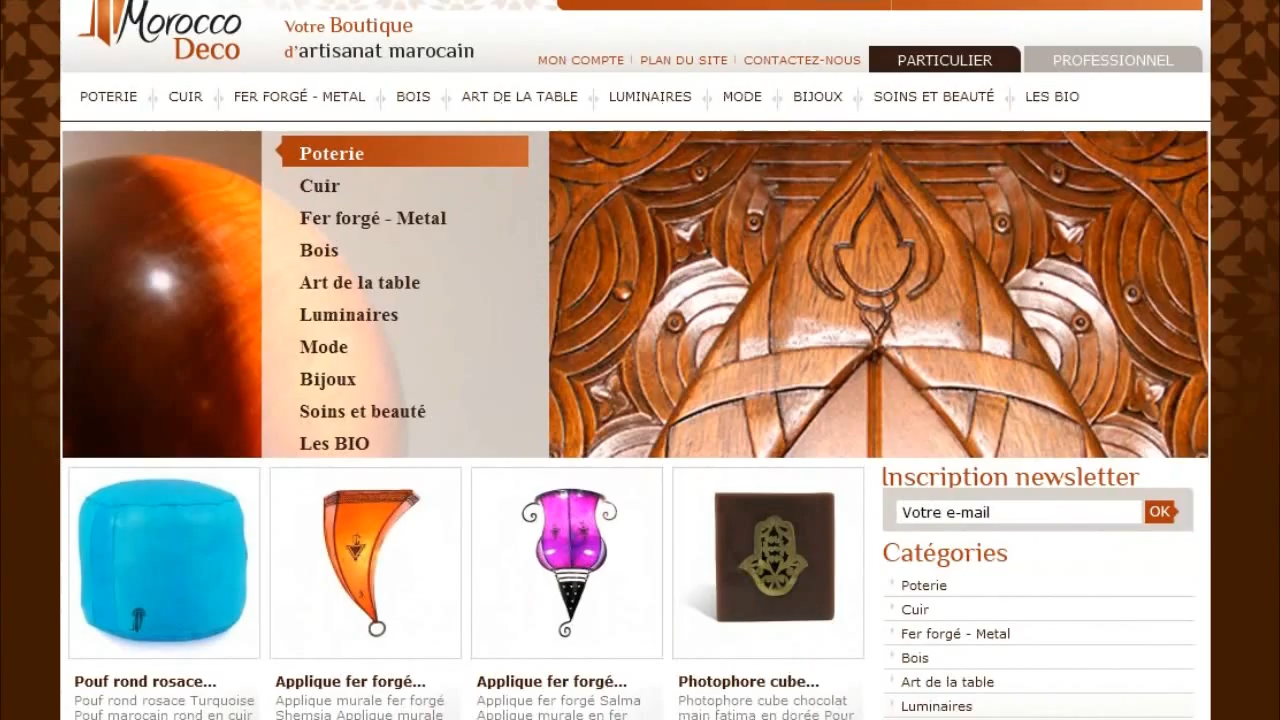 Morocco
Deco
Votre Boutique
d'artisanat marocain
MON COMPTE
PLAN DU SITE
CONTACTEZ-NOUS
PARTICULIER
PROFESSIONNEL
POTERIE
CUIR
FER FORGÉ - METAL
BOIS
ART DE LA TABLE
LUMINAIRES
MODE
BIJOUX
SOINS ET BEAUTÉ
LES BIO
Poterie
Cuir
Fer forgé - Metal
Bois
Art de la table
Luminaires
Mode
Bijoux
Soins et beauté
Les BIO
Pouf rond rosace...
Pouf rond rosace Turquoise
Pouf marocain rond en cuir
Applique fer forgé...
Applique murale fer forgé
Shemsia Applique murale
Applique fer forgé...
Applique fer forgé Salma
Applique murale en fer
Photophore cube...
Photophore cube chocolat
main fatima en dorée Pour
Inscription newsletter
Votre e-mail
OK
Catégories
Poterie
Cuir
Fer forgé - Metal
Bois
Art de la table
Luminaires